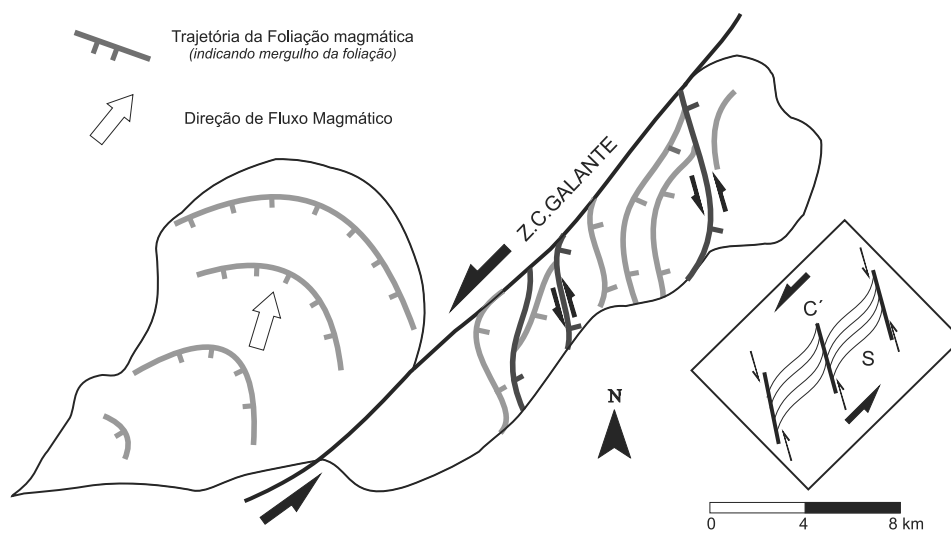 Trajetória da Foliação magmática
(indicando mergulho da foliação)
Direção de Fluxo Magmático
Z.C.GALANTE
C´
S
N
0 4 8 km